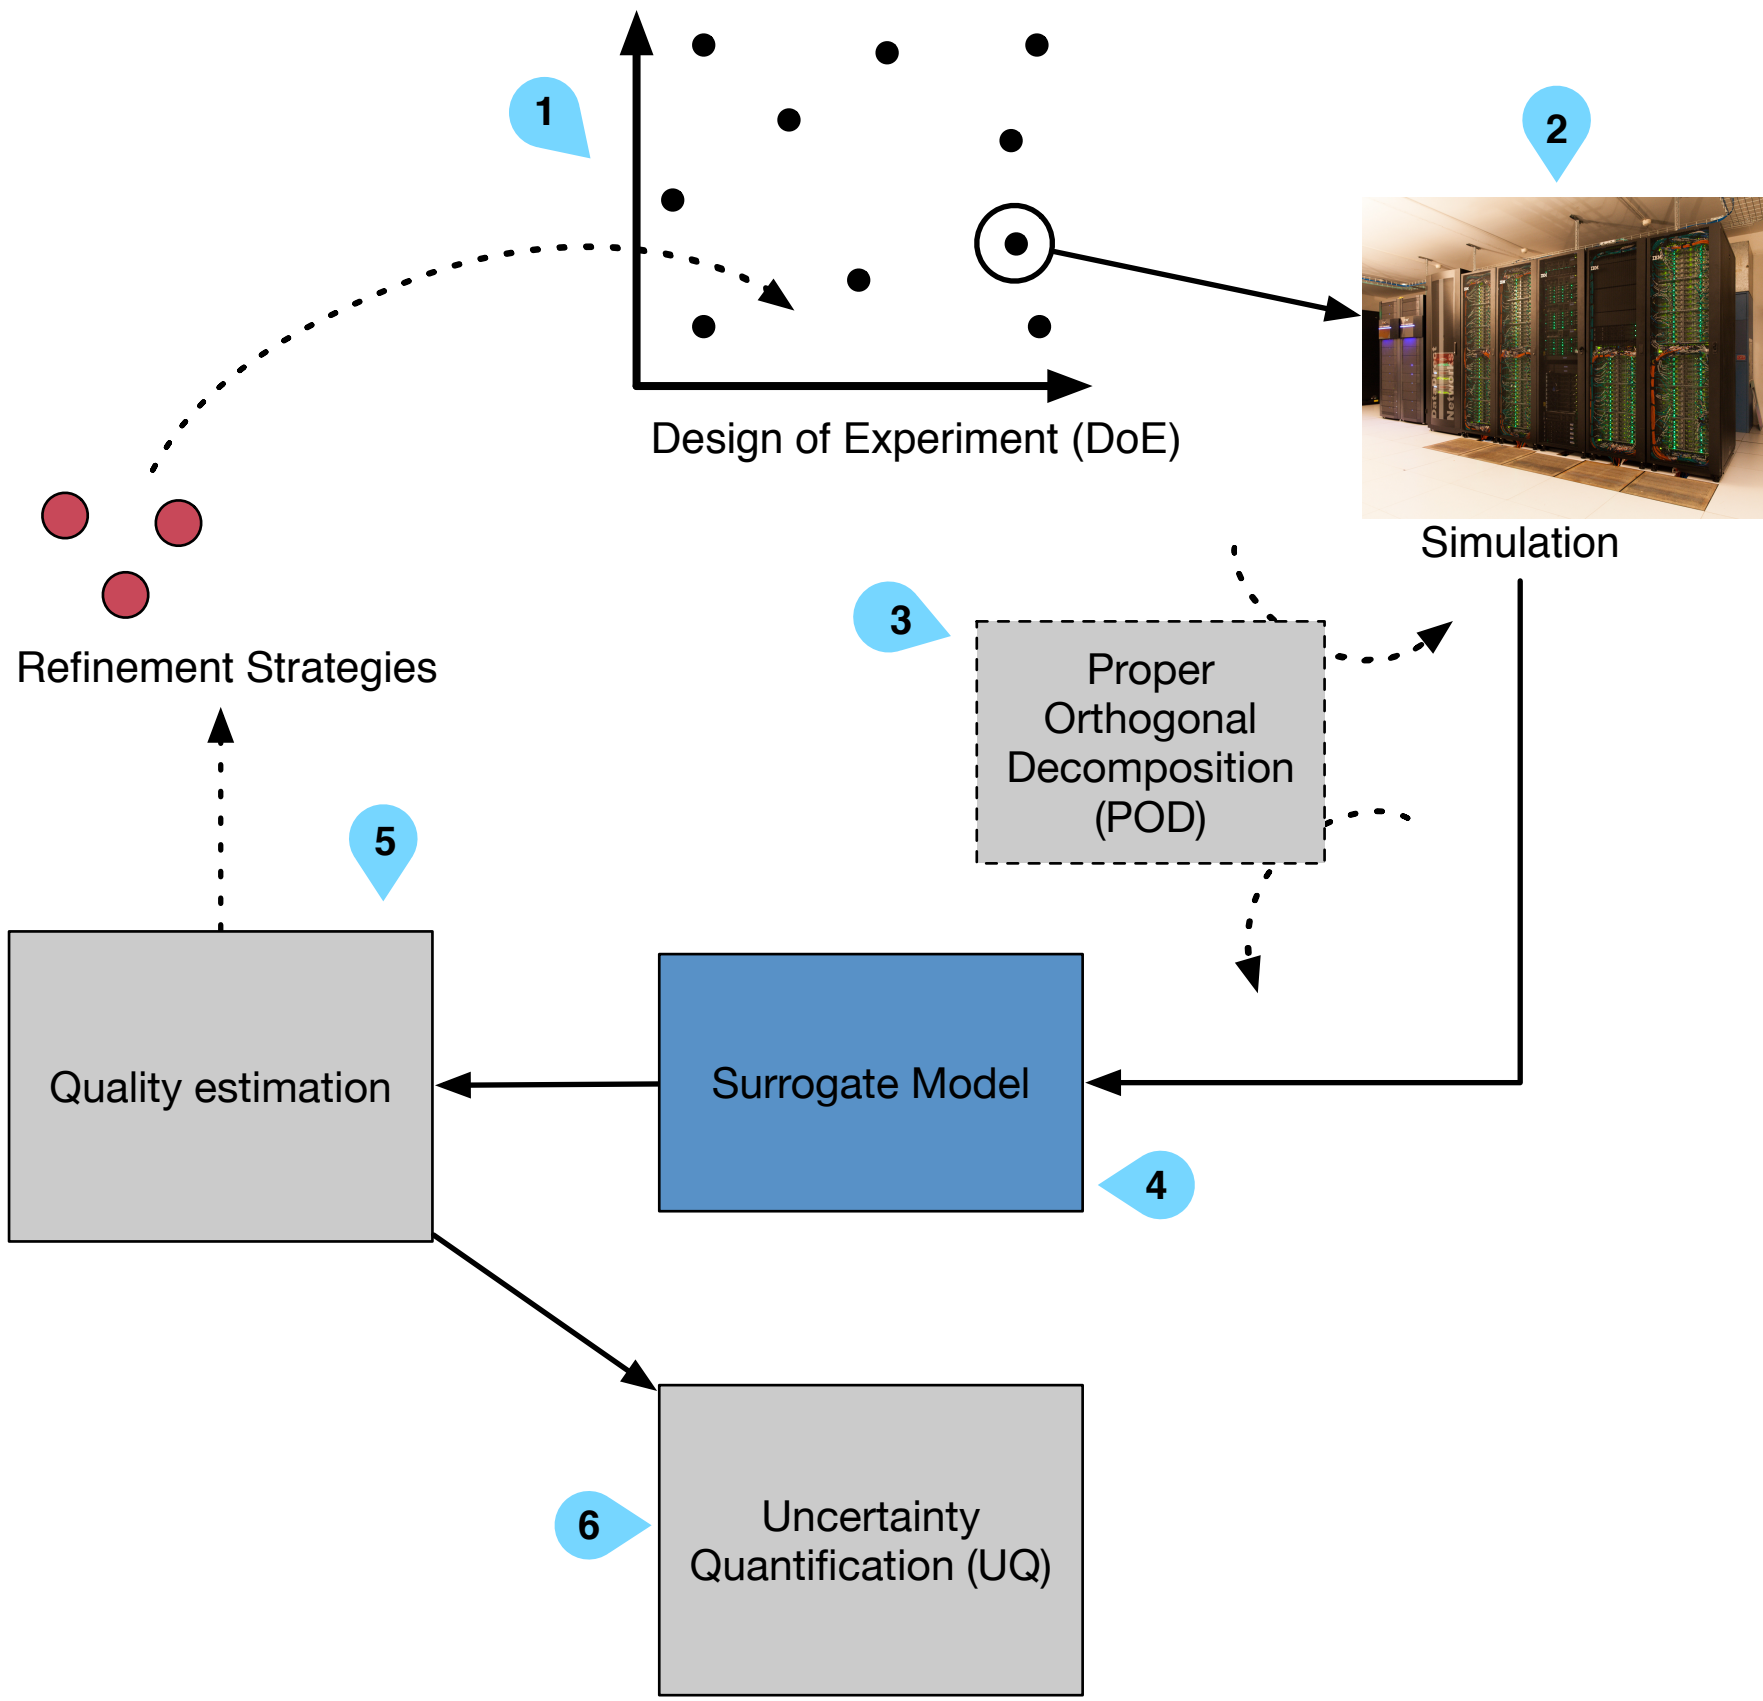 1
2
Design of Experiment (DoE)
Simulation
3
Proper
Orthogonal
Decomposition
(POD)
Refinement Strategies
5
Quality estimation
Surrogate Model
4
6
Uncertainty
Quantification (UQ)